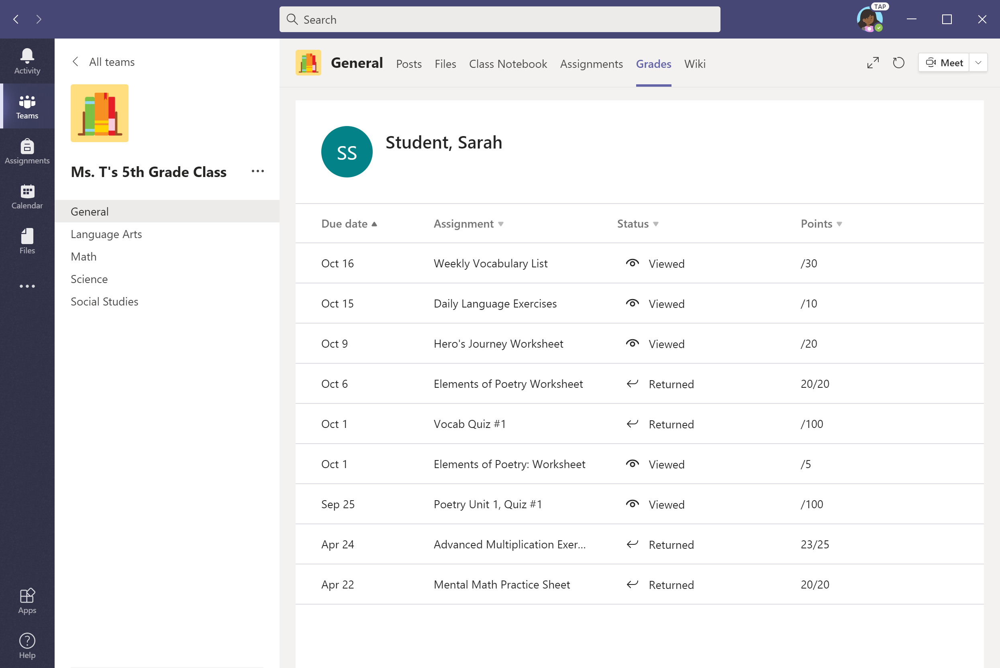 Search
TAP
Activity
Teams
Assignments
Calendar
Files
Apps
Help
All teams
Ms. T's 5th Grade Class
General
Language Arts
Math
Science
Social Studies
General Posts Files Class Notebook Assignments Grades Wiki
Meet
SS
Student, Sarah
Due date Assignment Status Points
Oct 16 Weekly Vocabulary List Viewed /30
Oct 15 Daily Language Exercises Viewed /10
Oct 9 Hero's Journey Worksheet Viewed /20
Oct 6 Elements of Poetry Worksheet Returned 20/20
Oct 1 Vocab Quiz #1 Returned /100
Oct 1 Elements of Poetry: Worksheet Viewed /5
Sep 25 Poetry Unit 1, Quiz #1 Viewed /100
Apr 24 Advanced Multiplication Exer... Returned 23/25
Apr 22 Mental Math Practice Sheet Returned 20/20